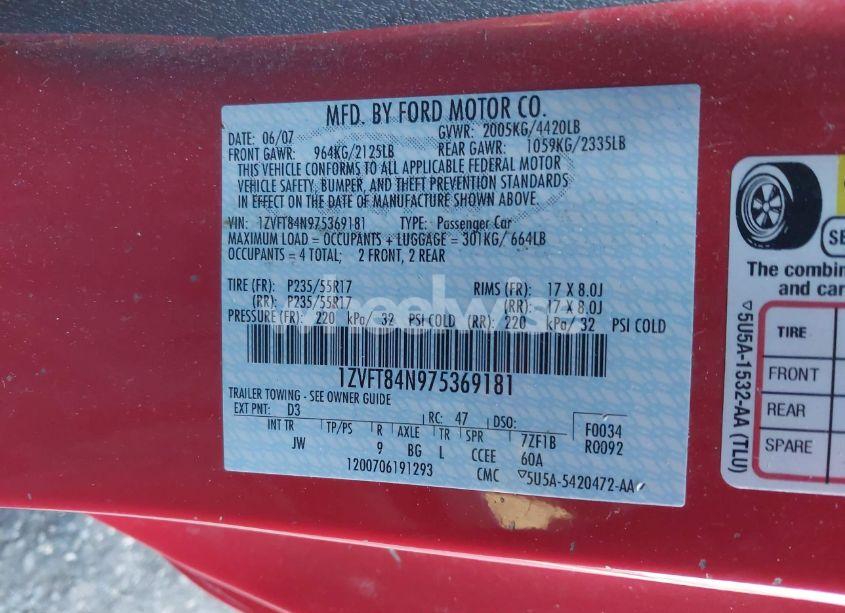 MFD. BY FORD MOTOR CO.
DATE: 06/07 GVWR: 2005KG/4420LB
FRONT GAWR: 964KG/2125LB REAR GAWR: 1059KG/2335LB
THIS VEHICLE CONFORMS TO ALL APPLICABLE FEDERAL MOTOR
VEHICLE SAFETY, BUMPER, AND THEFT PREVENTION STANDARDS
IN EFFECT ON THE DATE OF MANUFACTURE SHOWN ABOVE.
VIN: 1ZVFT84N975369181 TYPE: Passenger Car
MAXIMUM LOAD = OCCUPANTS + LUGGAGE = 301KG/ 664LB
OCCUPANTS = 4 TOTAL; 2 FRONT, 2 REAR
TIRE (FR): P235/55R17 RIMS (FR): 17 X 8.0J
(RR): P235/55R17 (RR): 17 X 8.0J
PRESSURE (FR): 220 kPa/ 32 PSI COLD (RR): 220 kPa/ 32 PSI COLD
wheelwise
1ZVFT84N975369181
TRAILER TOWING - SEE OWNER GUIDE
EXT PNT: D3 RC: 47 DSO: F0034
INT TR TP/PS R AXLE TR SPR 7ZF1B R0092
JW 9 BG L CCEE 60A
1200706191293 CMC ▽5U5A-5420472-AA
SE
The combin
and car
TIRE
FRONT
REAR
SPARE
▽5U5A-1532-AA (TLU)